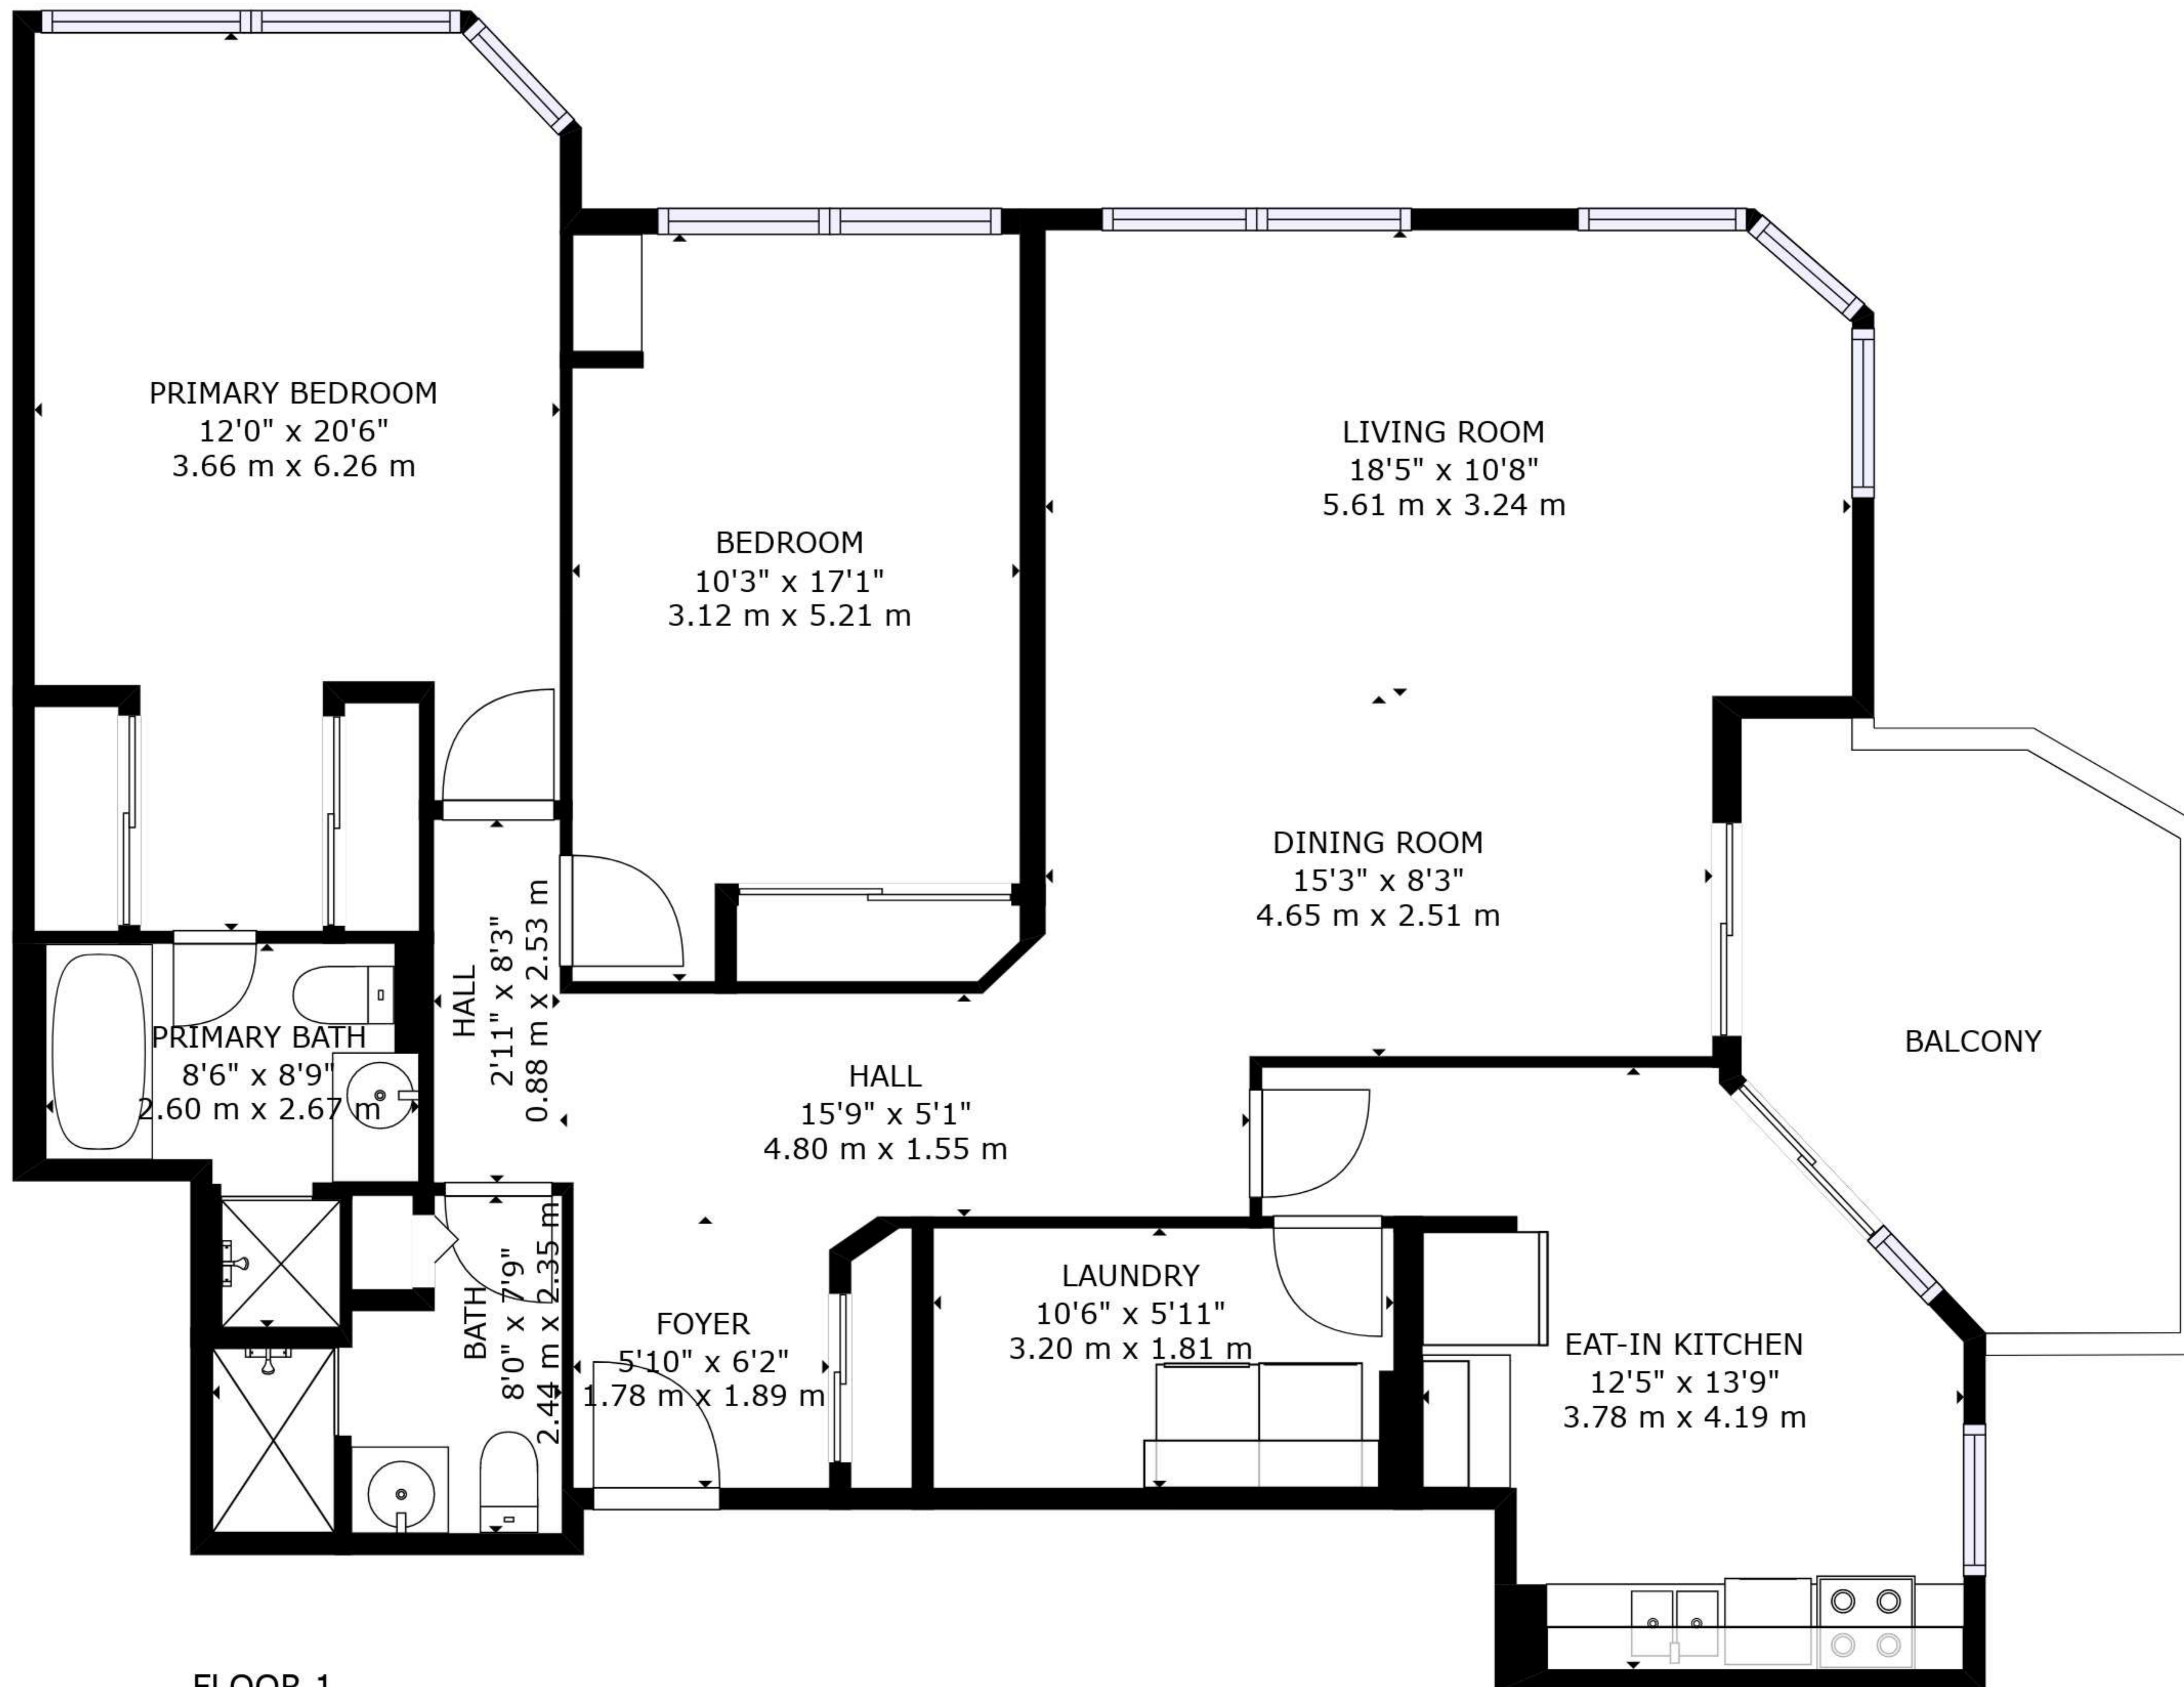 PRIMARY BEDROOM
12'0" x 20'6"
3.66 m x 6.26 m
LIVING ROOM
18'5" x 10'8"
5.61 m x 3.24 m
BEDROOM
10'3" x 17'1"
3.12 m x 5.21 m
DINING ROOM
15'3" x 8'3"
4.65 m x 2.51 m
HALL
2'11" x 8'3"
0.88 m x 2.53 m
PRIMARY BATH
8'6" x 8'9"
2.60 m x 2.67 m
BALCONY
HALL
15'9" x 5'1"
4.80 m x 1.55 m
BATH
8'0" x 7'9"
2.44 m x 2.35 m
FOYER
5'10" x 6'2"
1.78 m x 1.89 m
LAUNDRY
10'6" x 5'11"
3.20 m x 1.81 m
EAT-IN KITCHEN
12'5" x 13'9"
3.78 m x 4.19 m
FLOOR 1